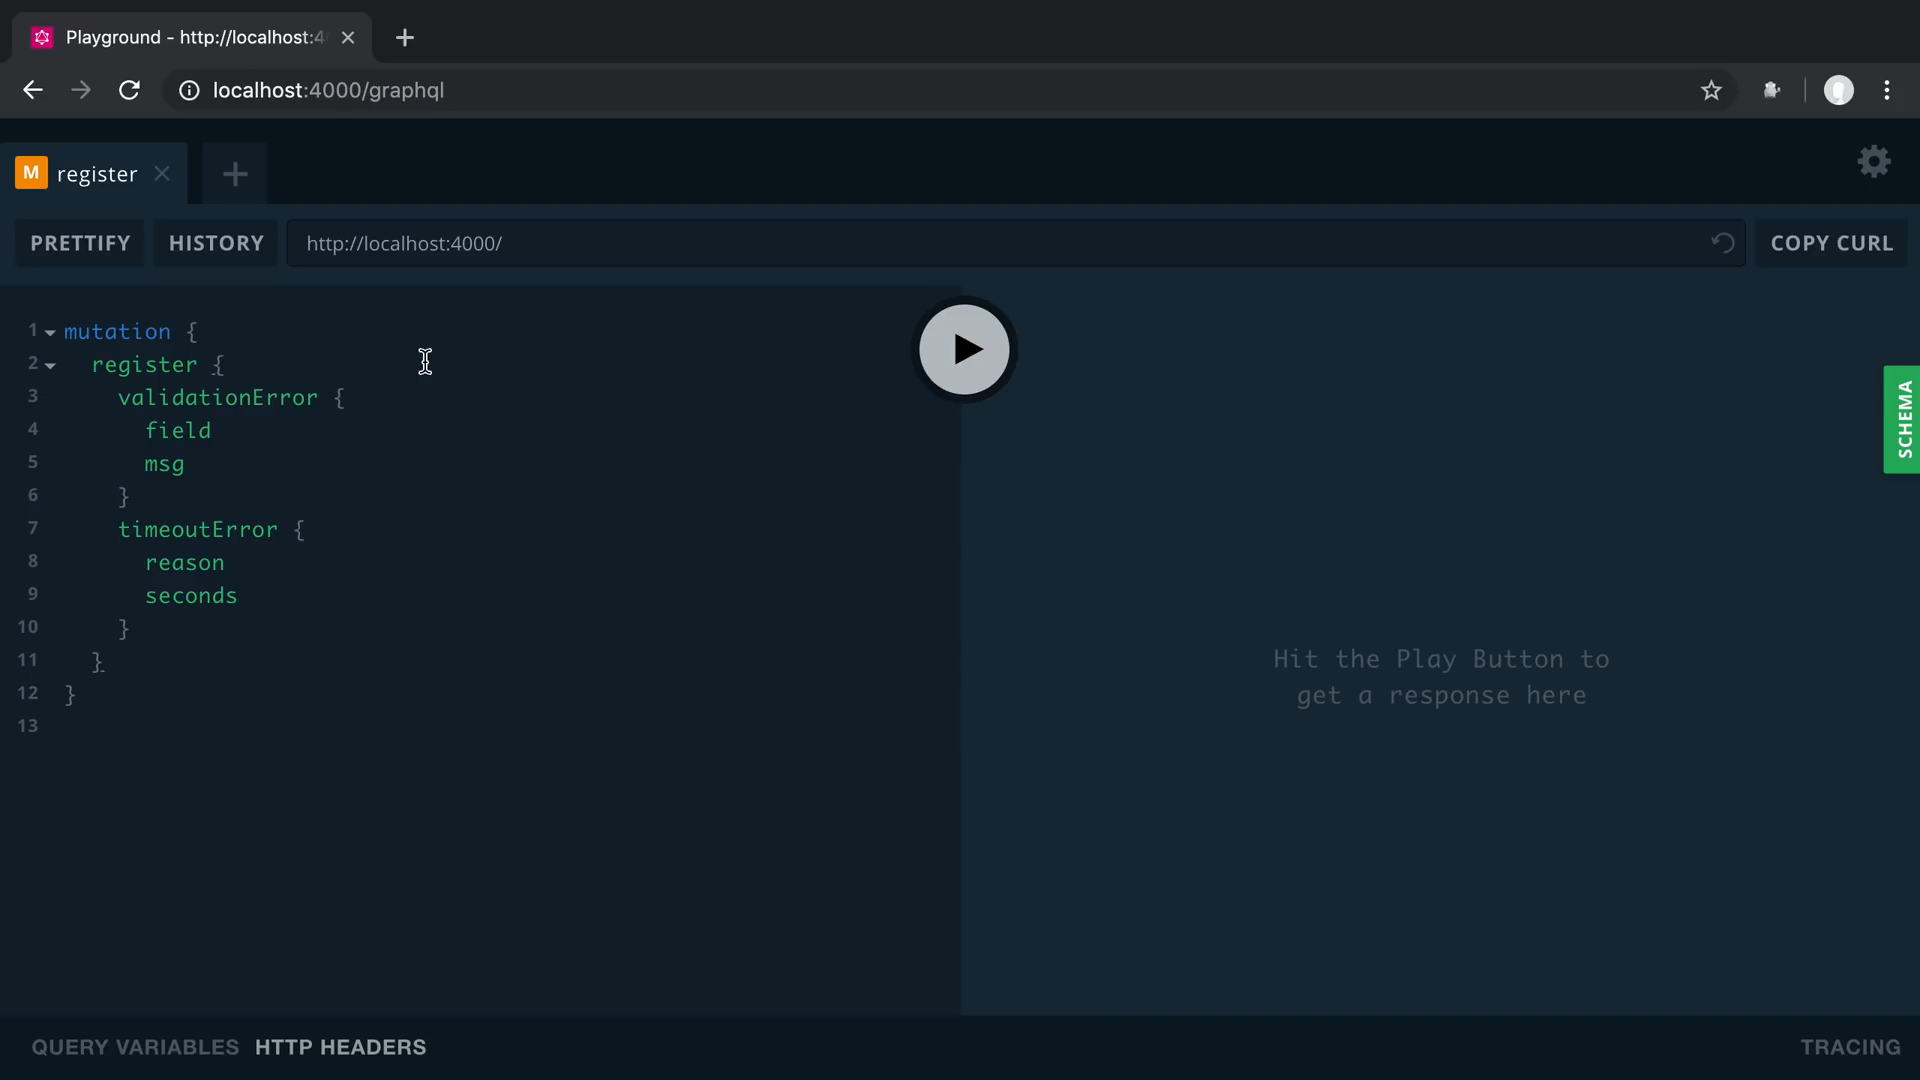 Playground - http://localhost:4
localhost:4000/graphql
M register
PRETTIFY
HISTORY
http://localhost:4000/
COPY CURL
1 mutation {
2 register {
3 validationError {
4 field
5 msg
6 }
7 timeoutError {
8 reason
9 seconds
10 }
11 }
12 }
13
SCHEMA
Hit the Play Button to
get a response here
QUERY VARIABLES
HTTP HEADERS
TRACING